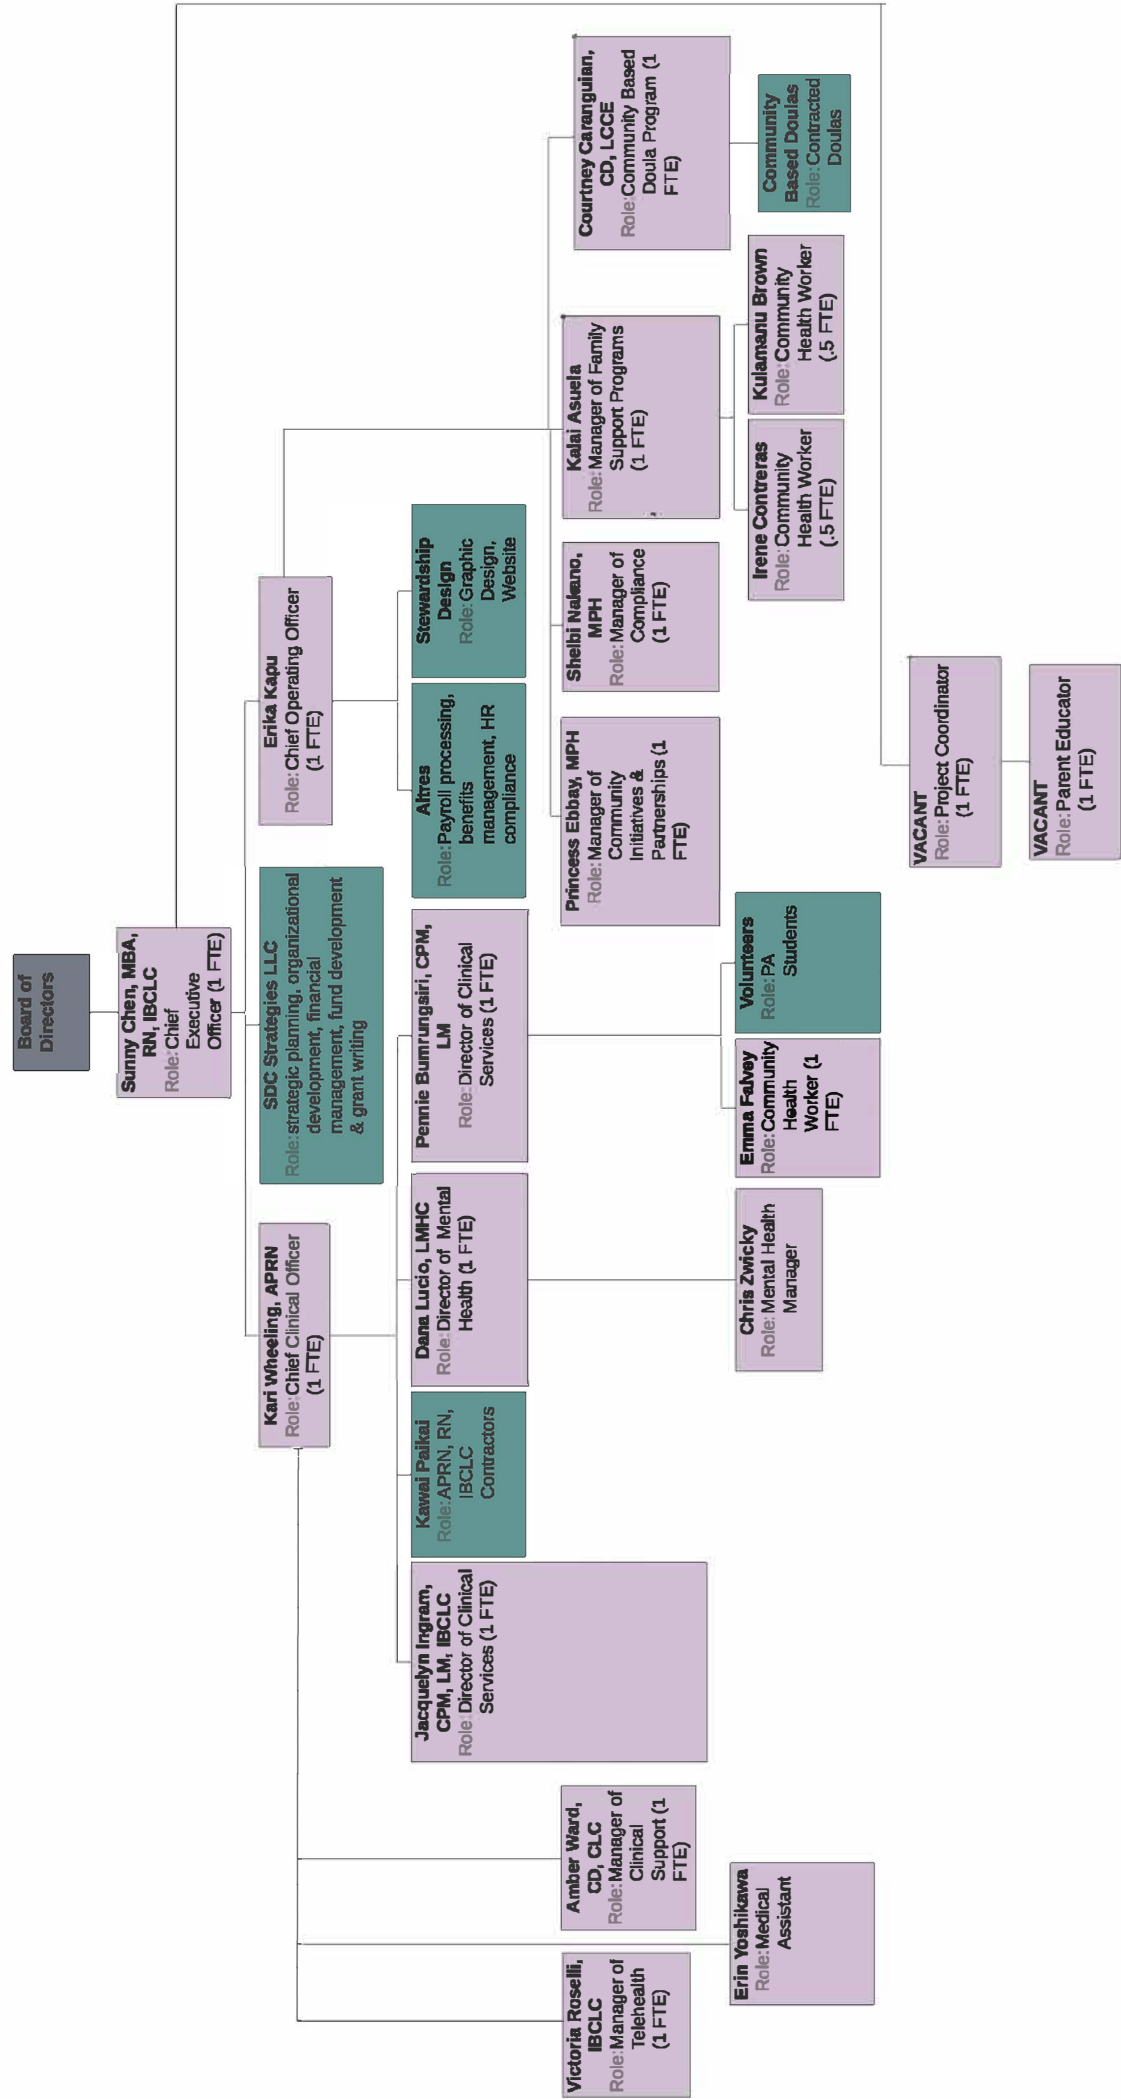 Board of
Directors
Sunny Chen, MBA,
RN, IBCLC
Role:Chief
Executive
Officer (1 FTE)
Kari Wheeling, APRN
Role:Chief Clinical Officer
(1 FTE)
SDC Strategies LLC
Role:strategic planning, organizational
development, financial
management, fund development
& grant writing
Erika Kapu
Role: Chief Operating Officer
(1 FTE)
Jacquelyn Ingram,
CPM, LM, IBCLC
Role:Director of Clinical
Services (1 FTE)
Kawai Paikai
Role:APRN, RN,
IBCLC
Contractors
Dana Lucio, LMHC
Role:Director of Mental
Health (1 FTE)
Pennie Bumrungsiri, CPM,
LM
Role:Director of Clinical
Services (1 FTE)
Altres
Role:Payroll processing,
benefits
management, HR
compliance
Stewardship
Design
Role:Graphic
Design,
Website
Victoria Roselli,
IBCLC
Role:Manager of
Telehealth
(1 FTE)
Amber Ward,
CD, CLC
Role:Manager of
Clinical
Support (1
FTE)
Princess Ebbay, MPH
Role:Manager of
Community
Initiatives &
Partnerships (1
FTE)
Shelbi Nakano,
MPH
Role:Manager of
Compliance
(1 FTE)
Kalai Asuela
Role:Manager of Family
Support Programs
(1 FTE)
Courtney Caranguian,
CD, LCCE
Role:Community Based
Doula Program (1
FTE)
Erin Yoshikawa
Role:Medical
Assistant
Chris Zwicky
Role: Mental Health
Manager
Emma Falvey
Role:Community
Health
Worker (1
FTE)
Volunteers
Role:PA
Students
Irene Contreras
Role:Community
Health Worker
(.5 FTE)
Kulamanu Brown
Role:Community
Health Worker
(.5 FTE)
Community
Based Doulas
Role:Contracted
Doulas
VACANT
Role:Project Coordinator
(1 FTE)
VACANT
Role:Parent Educator
(1 FTE)